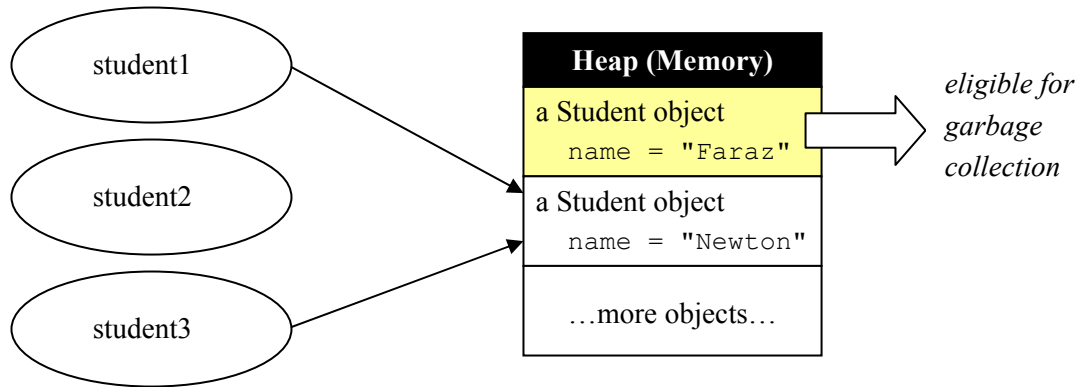 student1
student2
student3
Heap (Memory)
a Student object
name = "Faraz"
a Student object
name = "Newton"
…more objects…
eligible for
garbage
collection